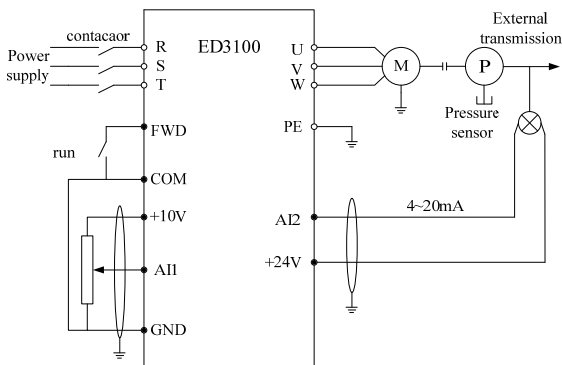 contacaor
R
ED3100
U
External
transmission
Power
supply
S
V
M
P
T
W
FWD
PE
Pressure
sensor
run
COM
+10V
AI2
4~20mA
AI1
+24V
GND